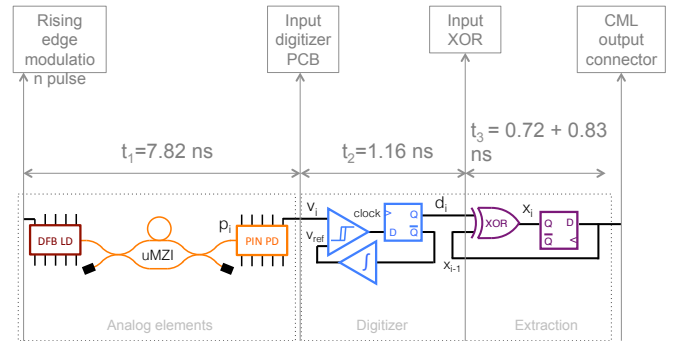 Rising
edge
modulatio
n pulse
Input
digitizer
PCB
Input
XOR
CML
output
connector
t₁=7.82 ns
t₂=1.16 ns
t₃ = 0.72 + 0.83
ns
DFB LD
uMZI
pᵢ
PIN PD
vᵢ
vref
clock
>
D
Q
Q̅
∫
dᵢ
XOR
xᵢ
xᵢ₋₁
Q
D
Q̅
<
Analog elements
Digitizer
Extraction